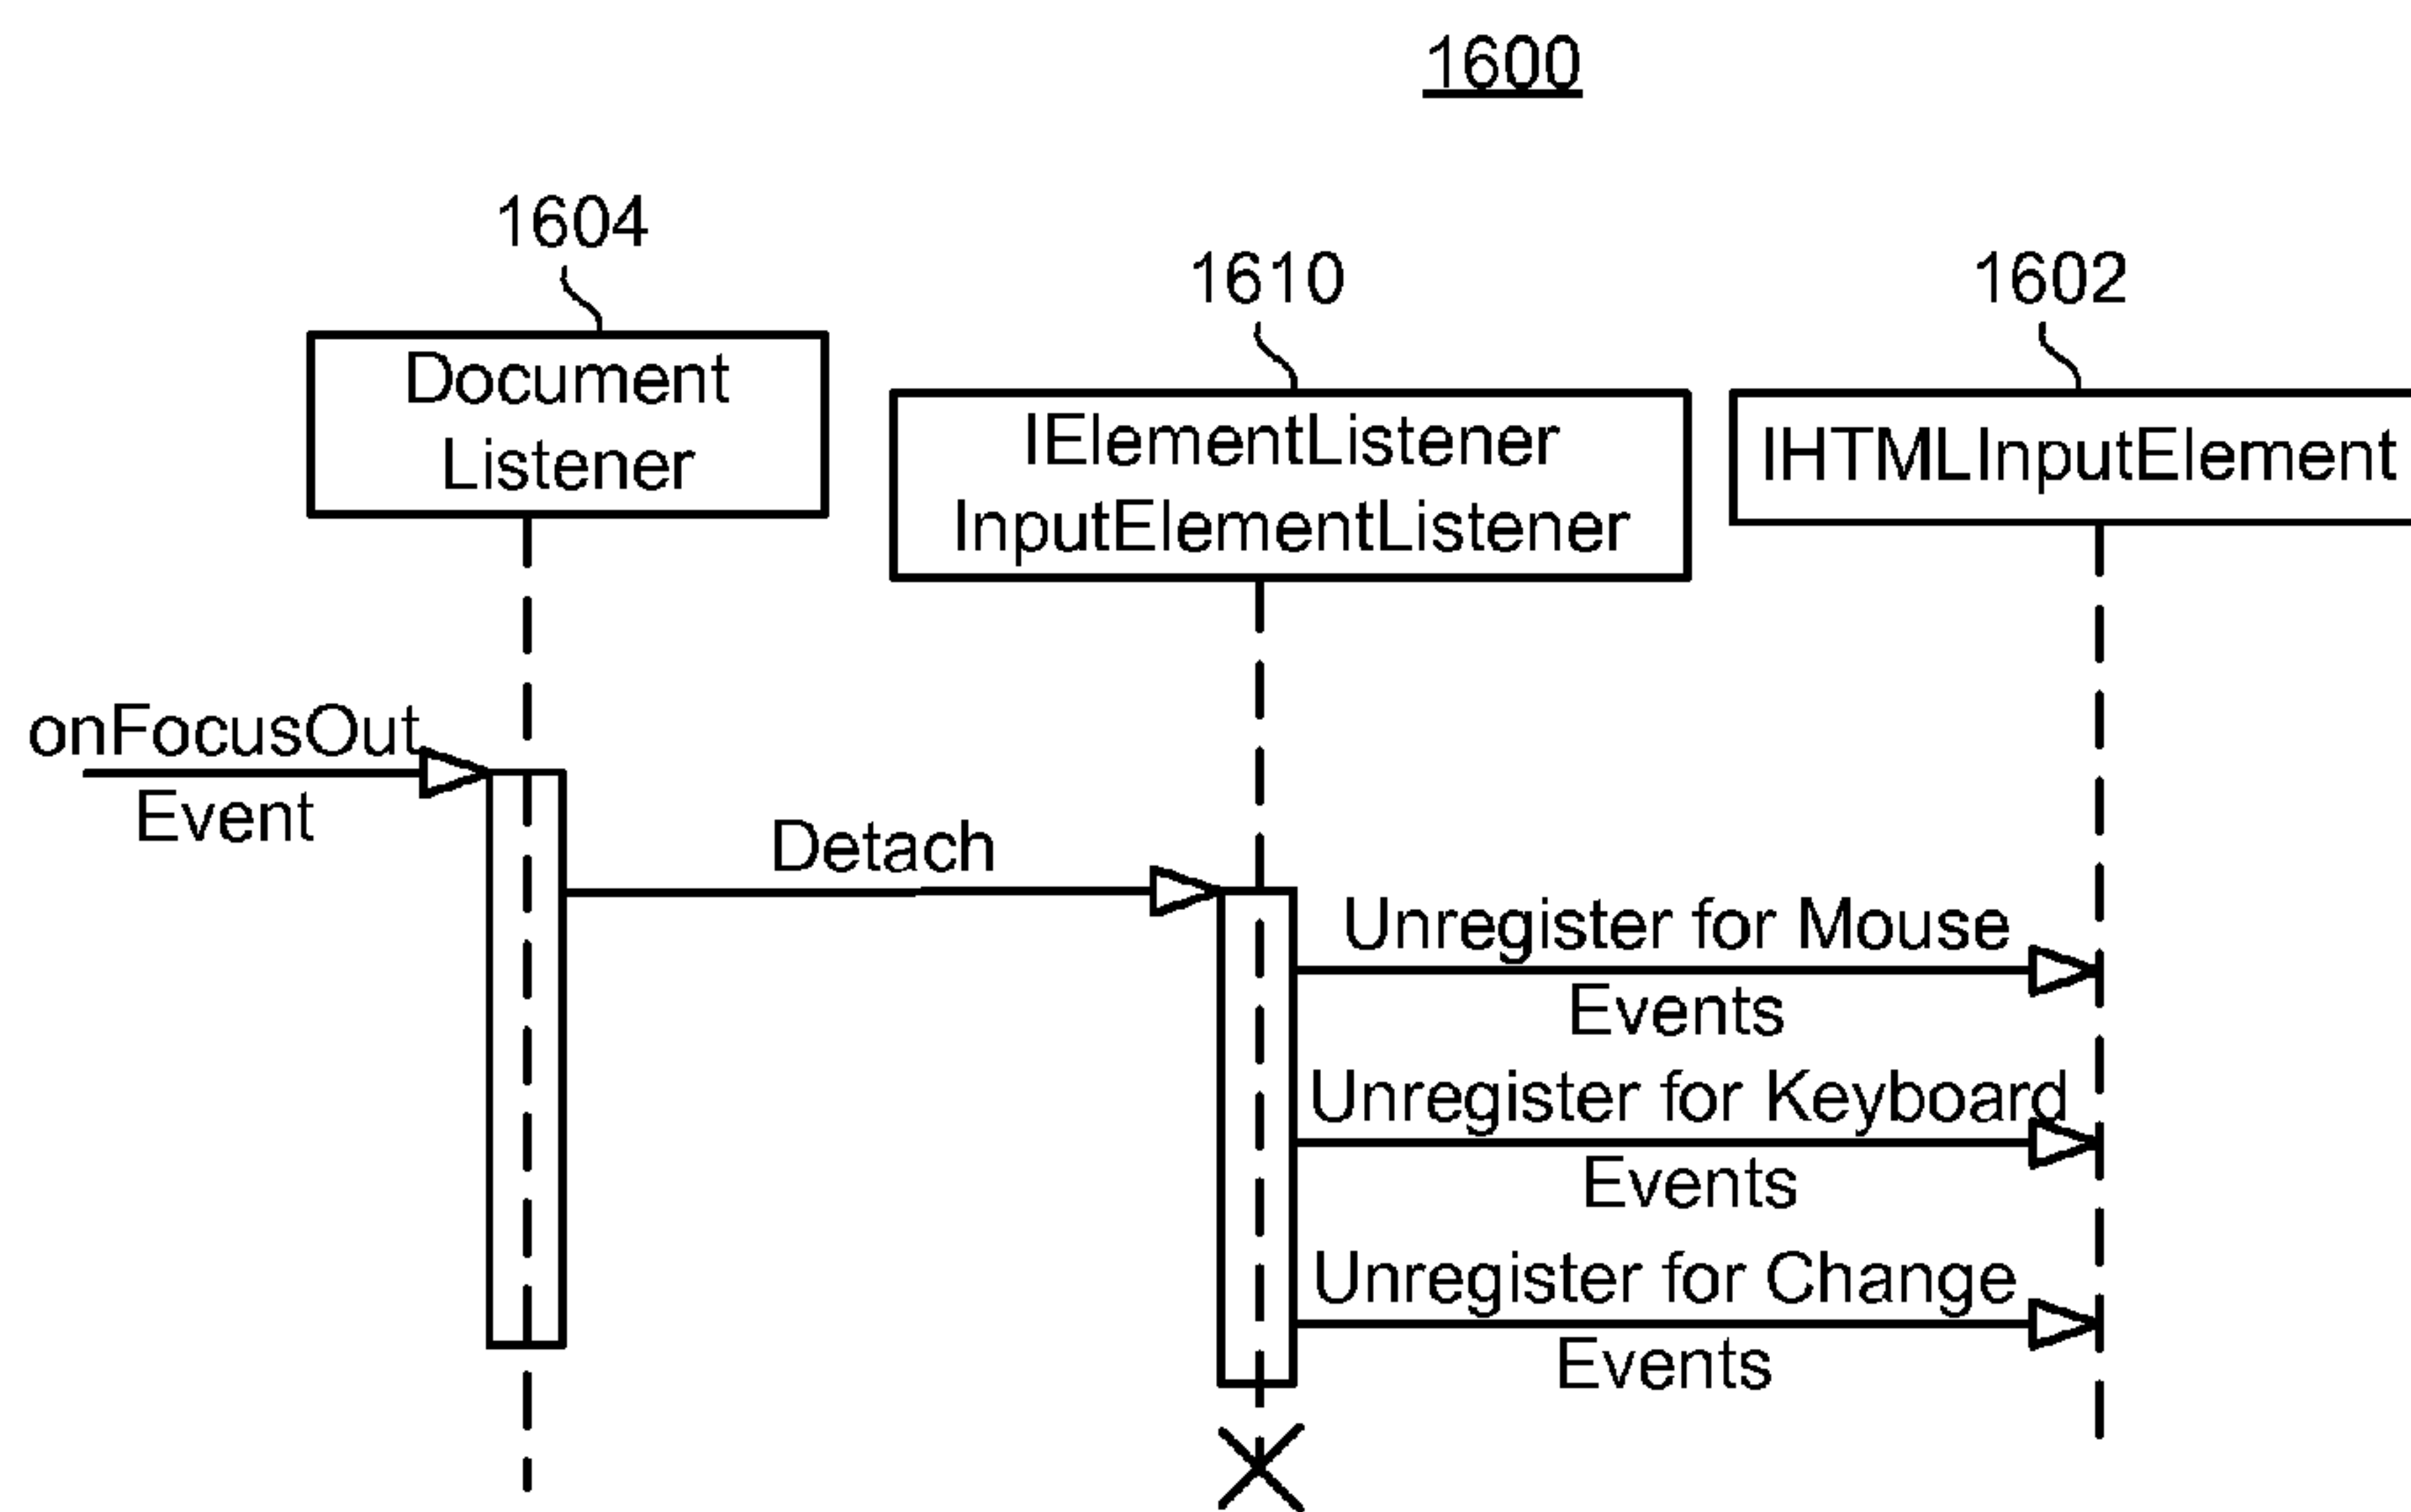 1600
1604
1610
1602
Document
Listener
IElementListener
InputElementListener
IHTMLInputElement
onFocusOut
Event
Detach
Unregister for Mouse
Events
Unregister for Keyboard
Events
Unregister for Change
Events